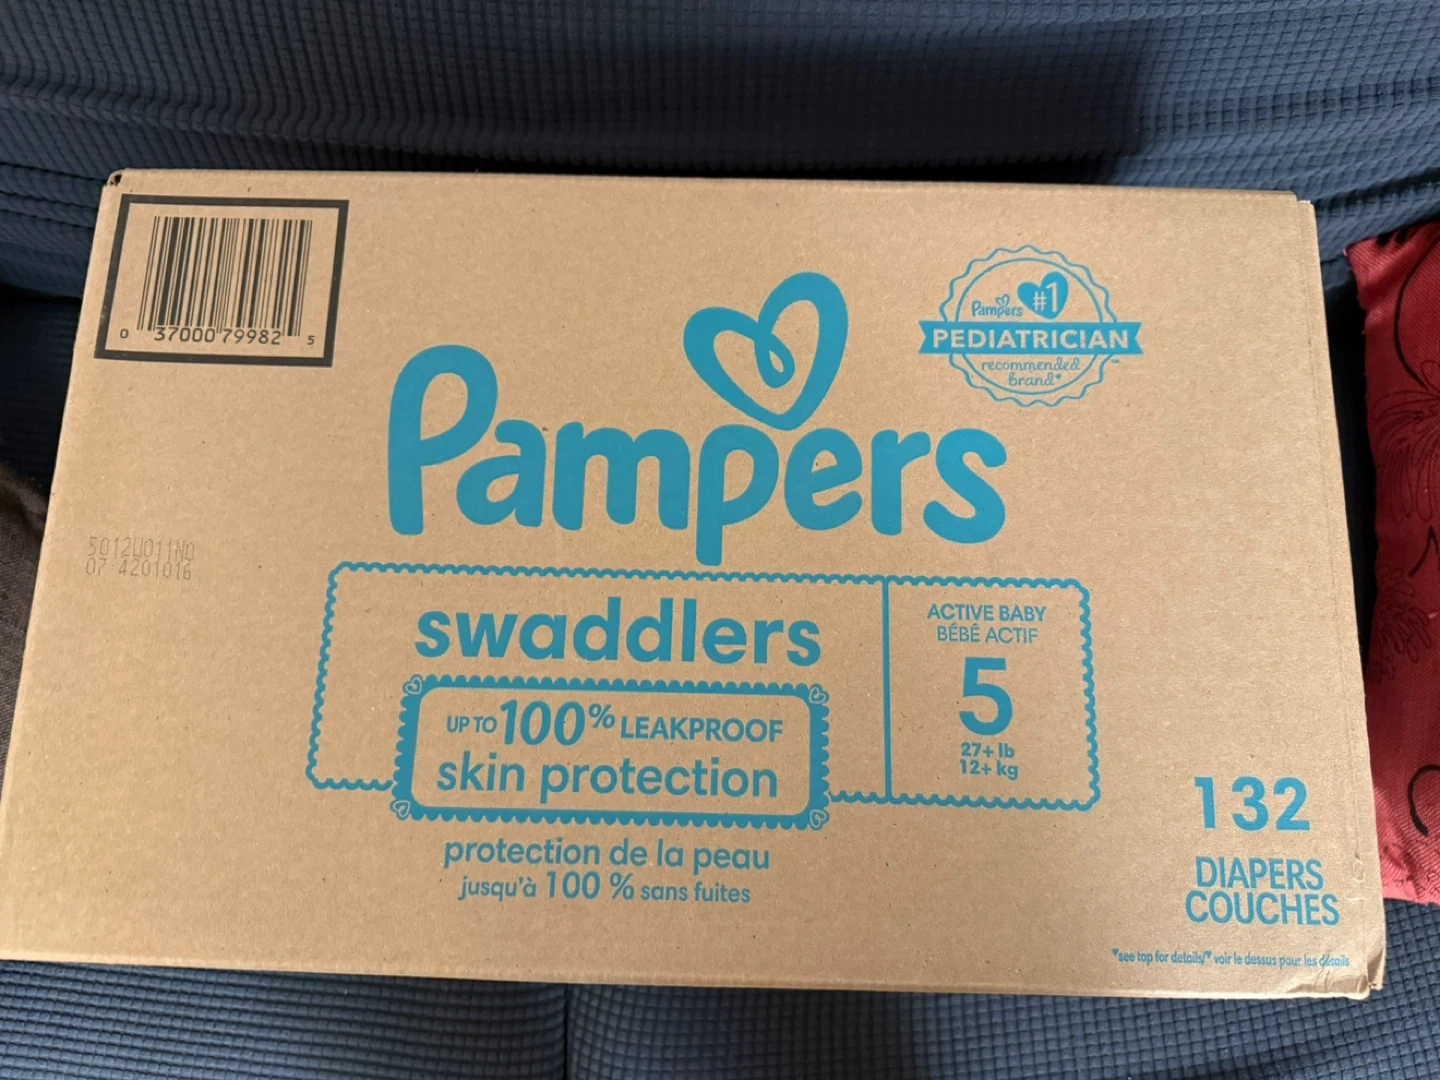 0 37000 79982 5
Pampers
#1
PEDIATRICIAN
recommended
brand♥
Pampers
5012U011NO
07 4201016
swaddlers
UP TO 100% LEAKPROOF
skin protection
protection de la peau
jusqu'à 100 % sans fuites
ACTIVE BABY
BÉBÉ ACTIF
5
27+ lb
12+ kg
132
DIAPERS
COUCHES
♥see top for details/♥ voir le dessus pour les détails